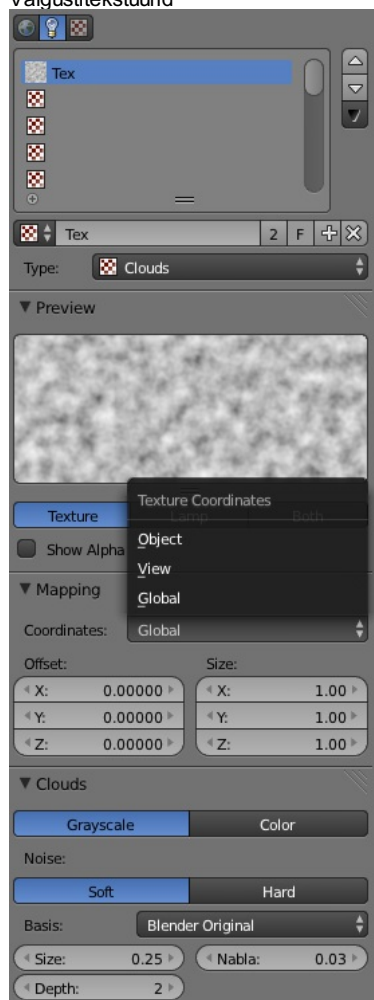 Valgustitekstuurid
Tex
Tex 2 F
Type: Clouds
Preview
Texture Lamp Both
Show Alpha
Texture Coordinates
Object
View
Global
Mapping
Coordinates: Global
Offset: Size:
X: 0.00000 X: 1.00
Y: 0.00000 Y: 1.00
Z: 0.00000 Z: 1.00
Clouds
Grayscale Color
Noise:
Soft Hard
Basis: Blender Original
Size: 0.25 Nabla: 0.03
Depth: 2